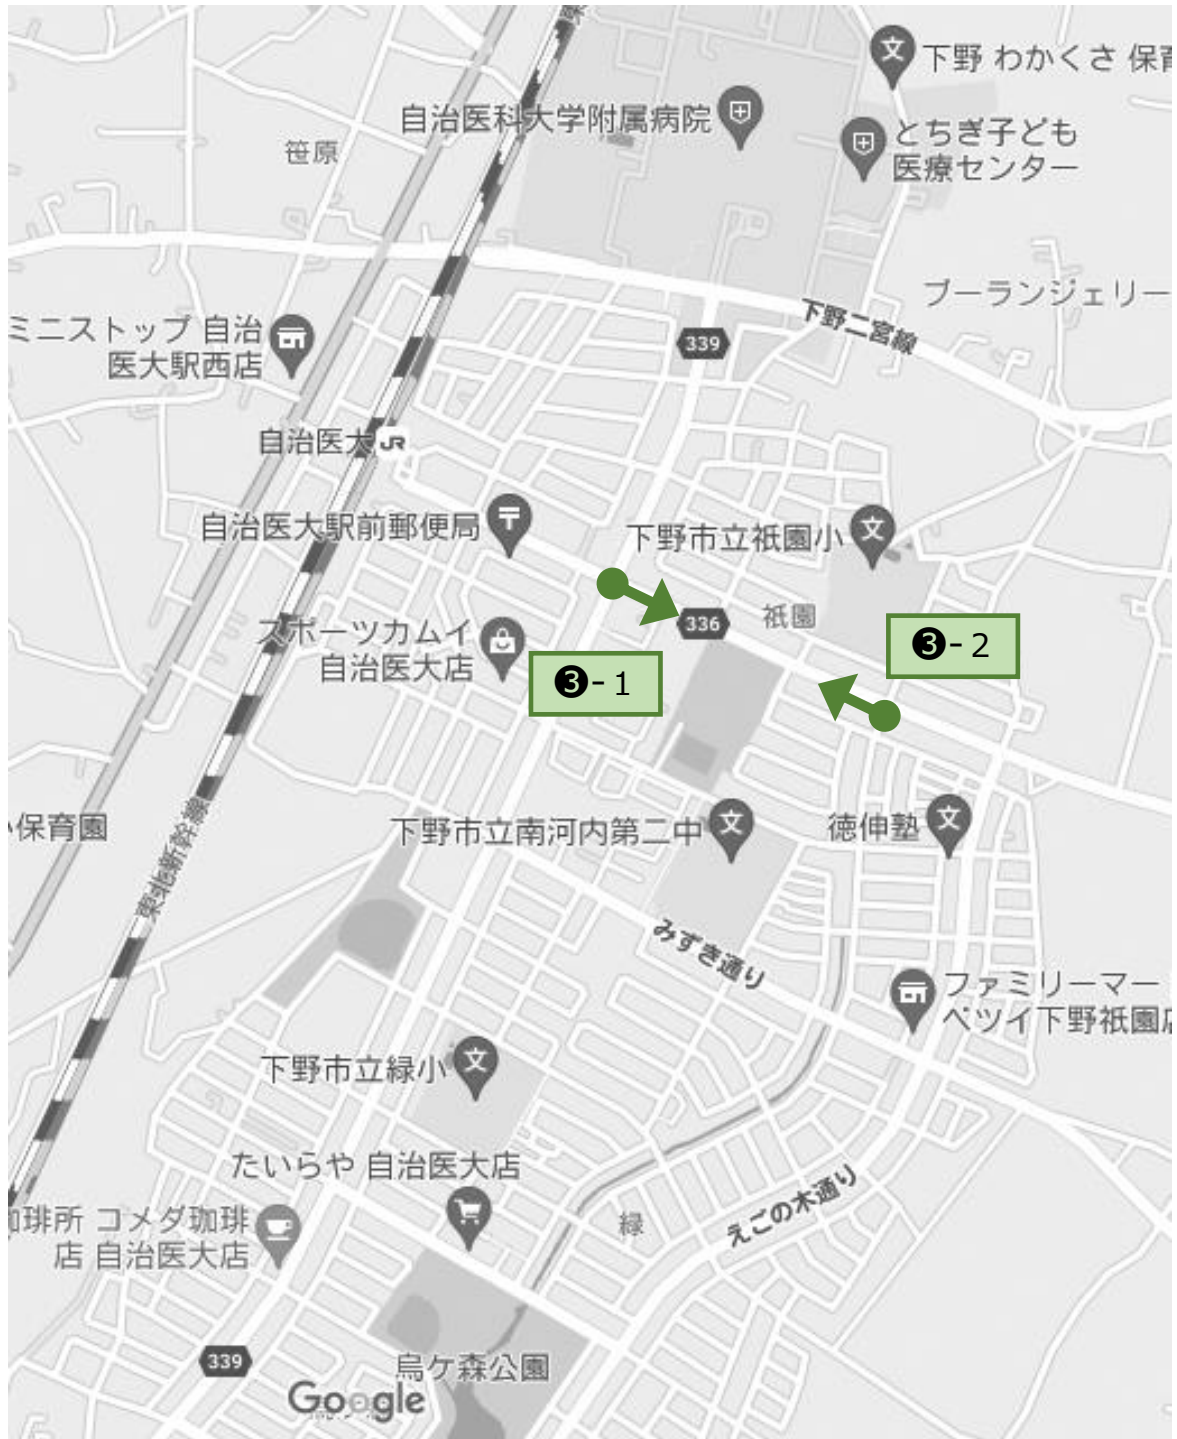 下野 わかくさ 保育
自治医科大学附属病院
とちぎ子ども
医療センター
笹原
ブーランジェリー
下野二宮線
ミニストップ 自治
医大駅西店
339
自治医大
JR
自治医大駅前郵便局
下野市立祇園小
336
祇園
スポーツカムイ
自治医大店
❸-1
❸-2
保育園
東北新幹線
下野市立南河内第二中
徳伸塾
みずき通り
ファミリーマー
ベツイ下野祇園店
下野市立緑小
たいらや 自治医大店
珈琲所 コメダ珈琲
店 自治医大店
緑
えごの木通り
339
烏ケ森公園
Google